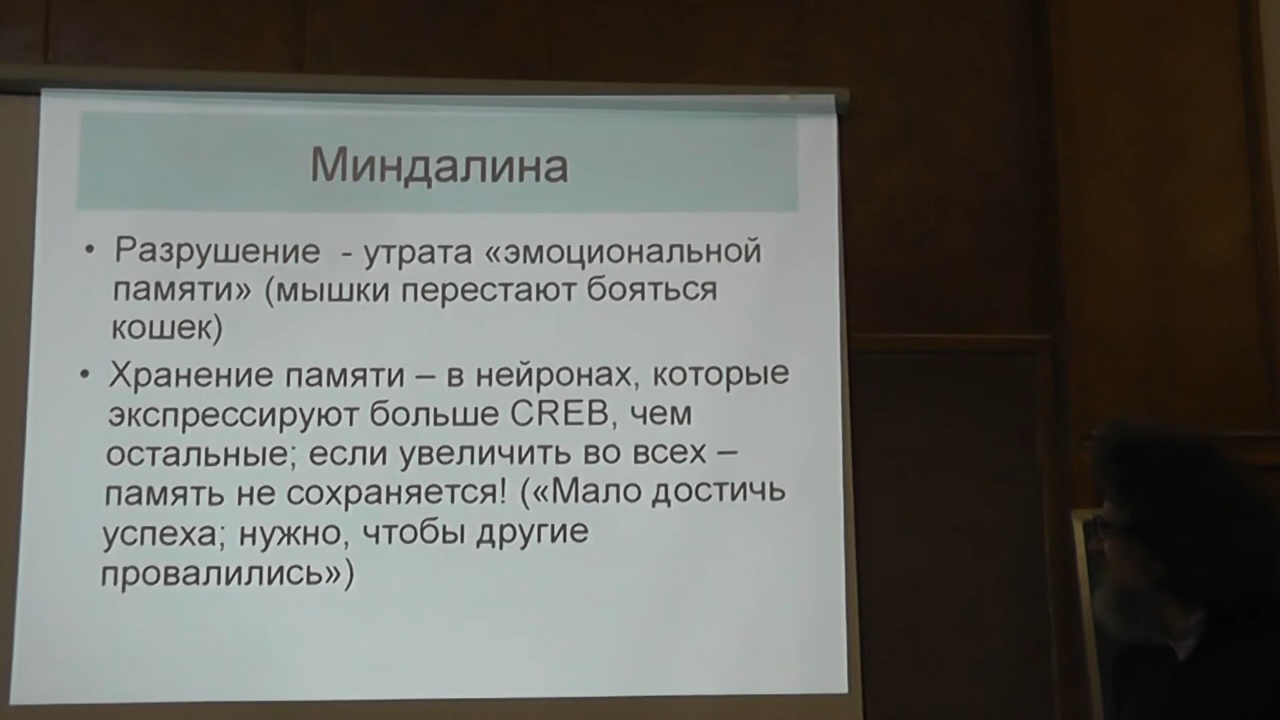 Миндалина
• Разрушение - утрата «эмоциональной
памяти» (мышки перестают бояться
кошек)
• Хранение памяти – в нейронах, которые
экспрессируют больше CREB, чем
остальные; если увеличить во всех –
память не сохраняется! («Мало достичь
успеха; нужно, чтобы другие
провалились»)